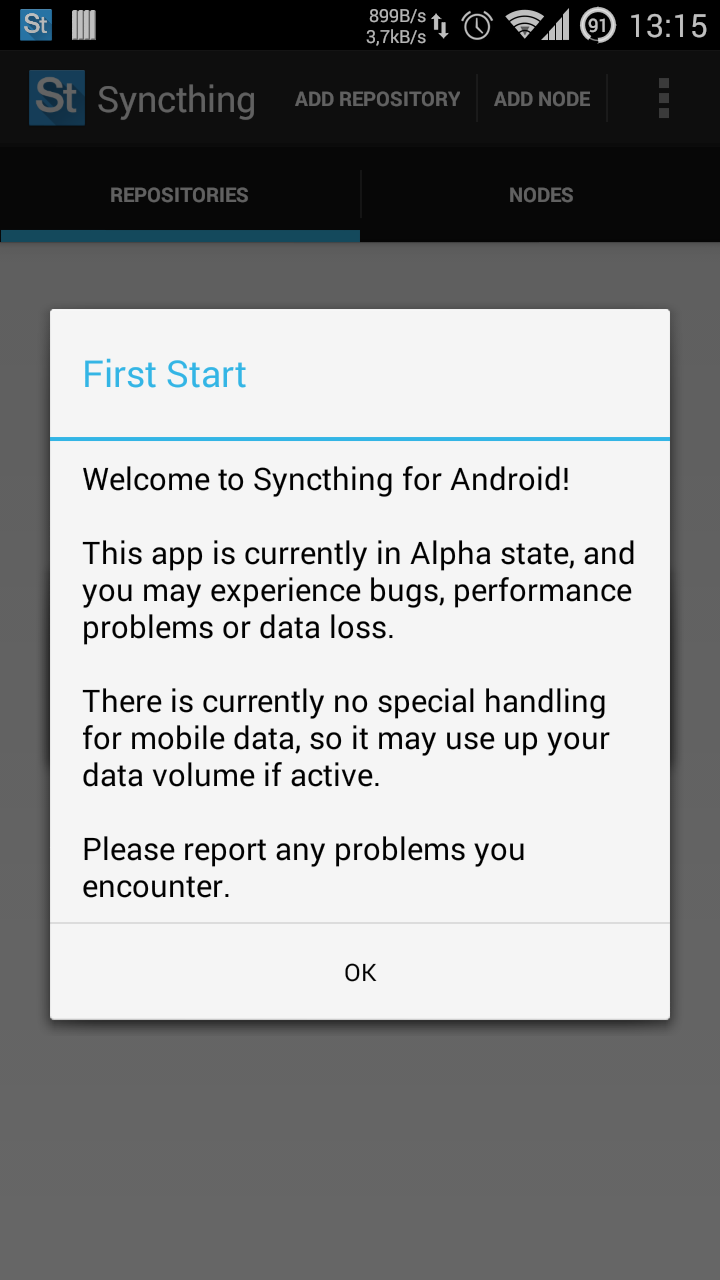 St
899B/s
3,7kB/s
91
13:15
St Syncthing ADD REPOSITORY ADD NODE
REPOSITORIES NODES
First Start
Welcome to Syncthing for Android!
This app is currently in Alpha state, and
you may experience bugs, performance
problems or data loss.
There is currently no special handling
for mobile data, so it may use up your
data volume if active.
Please report any problems you
encounter.
OK